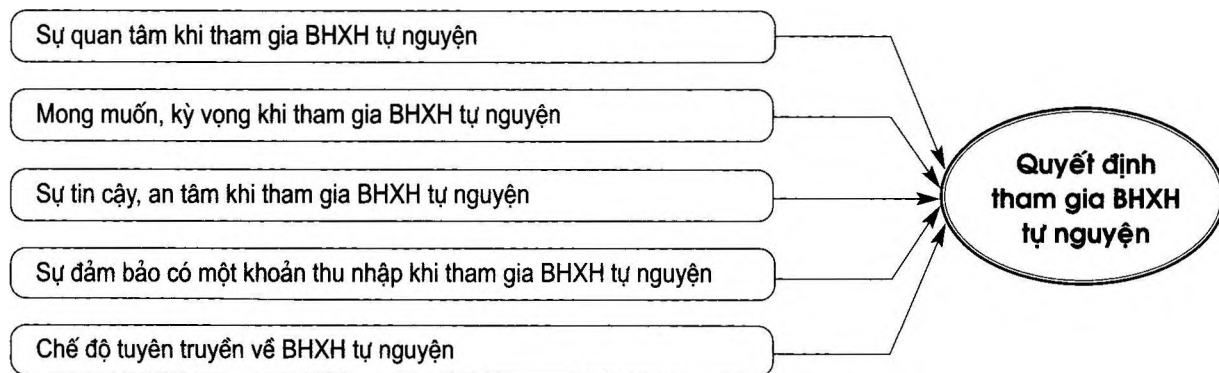 Sự quan tâm khi tham gia BHXH tự nguyện
Mong muốn, kỳ vọng khi tham gia BHXH tự nguyện
Sự tin cậy, an tâm khi tham gia BHXH tự nguyện
Sự đảm bảo có một khoản thu nhập khi tham gia BHXH tự nguyện
Chế độ tuyên truyền về BHXH tự nguyện
Quyết định
tham gia BHXH
tự nguyện